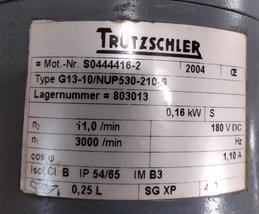 TRÜTZSCHLER
= Mot.-Nr. S0444416-2 2004 CE
Type G13-10/NUP530-210-S
Lagernummer = 803013
0,16 kW S
n₂ 11,0 /min 180 V DC
n₁ 3000 /min Hz
cos φ 1,10 A
Isol.Cl B IP 54/65 IM B3
0,25 L SG XP